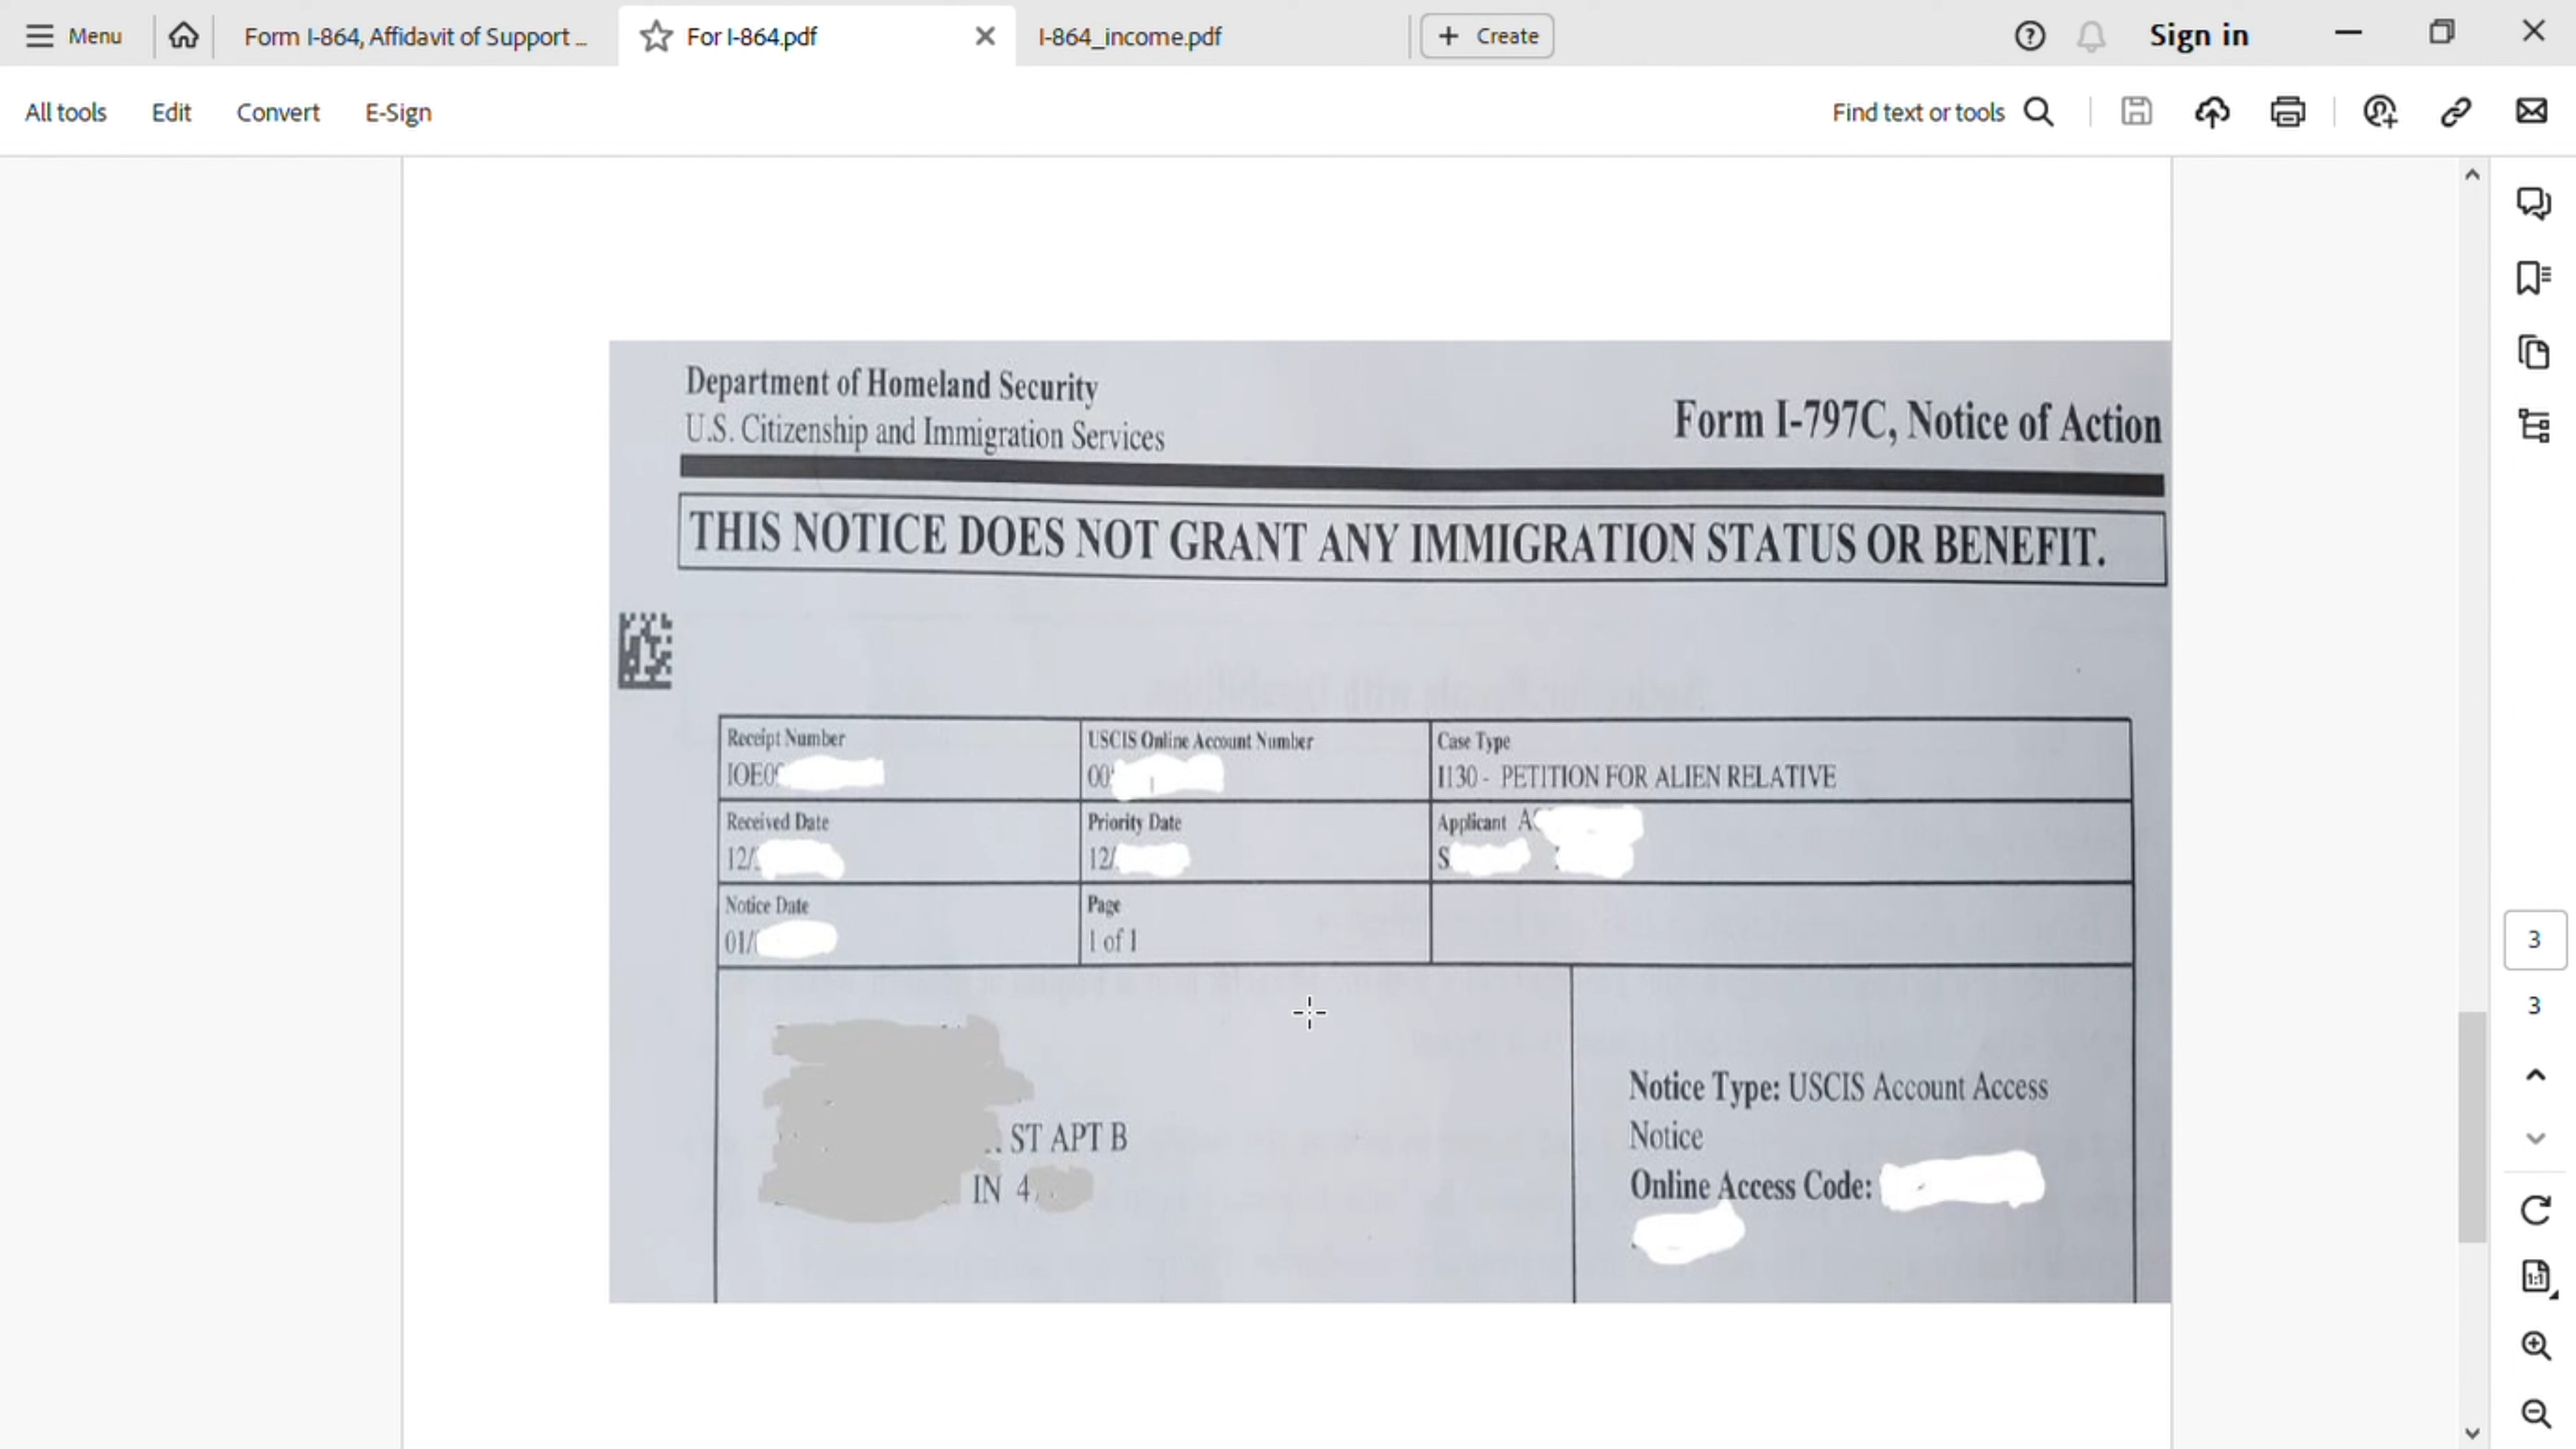 Menu
Form I-864, Affidavit of Support ...
For I-864.pdf
I-864_income.pdf
Create
Sign in
All tools
Edit
Convert
E-Sign
Find text or tools
Department of Homeland Security
U.S. Citizenship and Immigration Services
Form I-797C, Notice of Action
THIS NOTICE DOES NOT GRANT ANY IMMIGRATION STATUS OR BENEFIT.
Receipt Number
IOE0
USCIS Online Account Number
00
Case Type
I130 - PETITION FOR ALIEN RELATIVE
Received Date
12/
Priority Date
12/
Applicant A
S
Notice Date
01/
Page
1 of 1
ST APT B
IN 4
Notice Type: USCIS Account Access
Notice
Online Access Code:
3
3
1:1